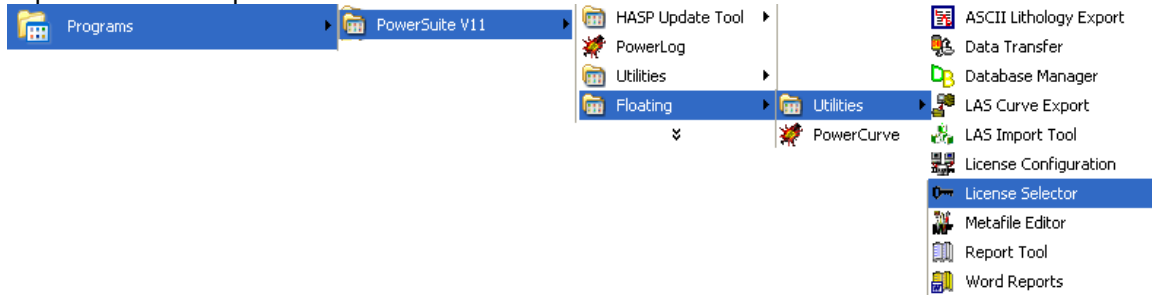 Programs
PowerSuite V11
HASP Update Tool
PowerLog
Utilities
Floating
Utilities
PowerCurve
ASCII Lithology Export
Data Transfer
Database Manager
LAS Curve Export
LAS Import Tool
License Configuration
License Selector
Metafile Editor
Report Tool
Word Reports